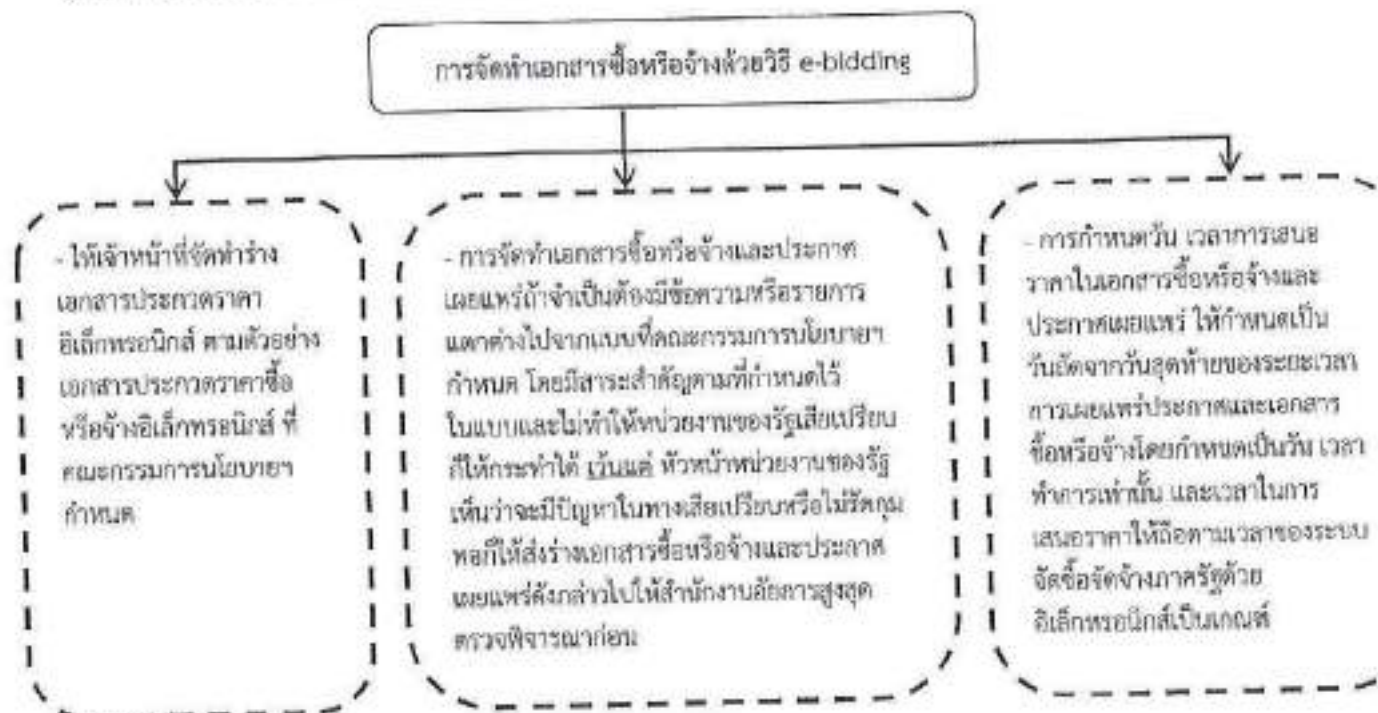 การจัดทำเอกสารซื้อหรือจ้างด้วยวิธี e-bidding
- ให้เจ้าหน้าที่จัดทำร่าง
เอกสารประกวดราคา
อิเล็กทรอนิกส์ ตามตัวอย่าง
เอกสารประกวดราคาซื้อ
หรือจ้างอิเล็กทรอนิกส์ ที่
คณะกรรมการนโยบายฯ
กำหนด
- การจัดทำเอกสารซื้อหรือจ้างและประกาศ
เผยแพร่ถ้าจำเป็นต้องมีข้อความหรือรายการ
แตกต่างไปจากแบบที่คณะกรรมการนโยบายฯ
กำหนด โดยมีสาระสำคัญตามที่กำหนดไว้
ในแบบและไม่ทำให้หน่วยงานของรัฐเสียเปรียบ
ก็ให้กระทำได้ เว้นแต่ หัวหน้าหน่วยงานของรัฐ
เห็นว่าจะมีปัญหาในทางเสียเปรียบหรือไม่รัดกุม
พอก็ให้ส่งร่างเอกสารซื้อหรือจ้างและประกาศ
เผยแพร่ดังกล่าวไปให้สำนักงานอัยการสูงสุด
ตรวจพิจารณาก่อน
- การกำหนดวัน เวลาการเสนอ
ราคาในเอกสารซื้อหรือจ้างและ
ประกาศเผยแพร่ ให้กำหนดเป็น
วันถัดจากวันสุดท้ายของระยะเวลา
การเผยแพร่ประกาศและเอกสาร
ซื้อหรือจ้างโดยกำหนดเป็นวัน เวลา
ทำการเท่านั้น และเวลาในการ
เสนอราคาให้ถือตามเวลาของระบบ
จัดซื้อจัดจ้างภาครัฐด้วย
อิเล็กทรอนิกส์เป็นเกณฑ์